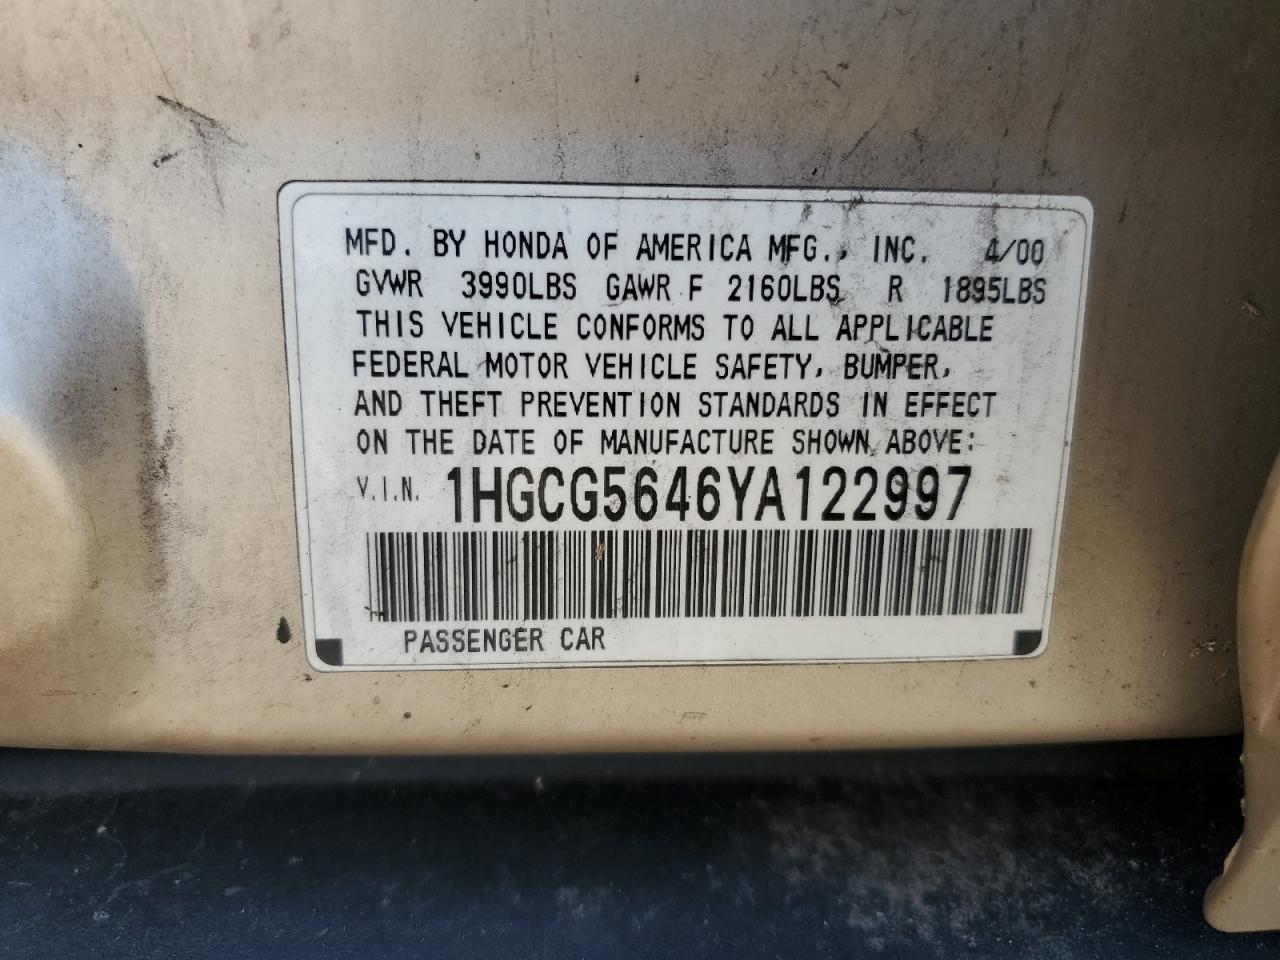 MFD. BY HONDA OF AMERICA MFG., INC. 4/00
GVWR 3990LBS GAWR F 2160LBS R 1895LBS
THIS VEHICLE CONFORMS TO ALL APPLICABLE
FEDERAL MOTOR VEHICLE SAFETY, BUMPER,
AND THEFT PREVENTION STANDARDS IN EFFECT
ON THE DATE OF MANUFACTURE SHOWN ABOVE:
V.I.N. 1HGCG5646YA122997
PASSENGER CAR